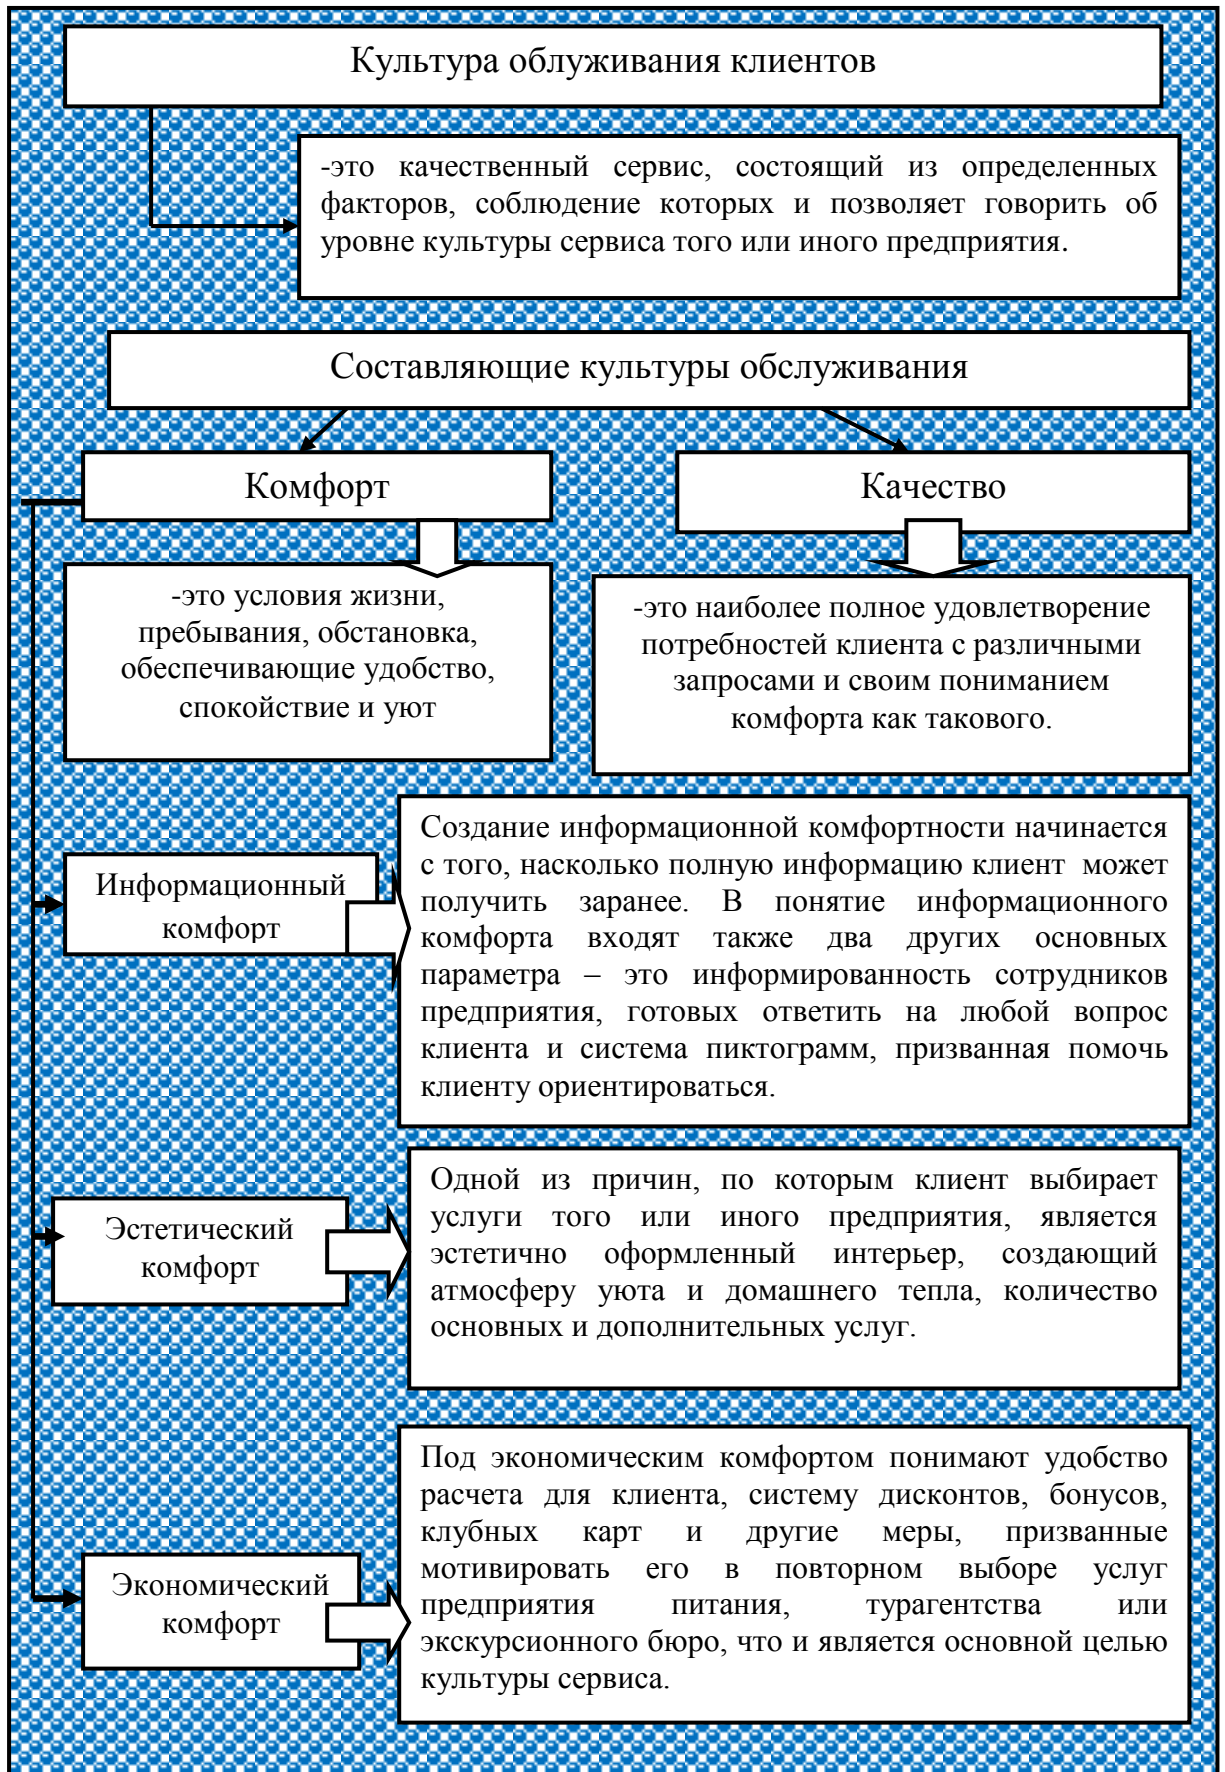 Культура облуживания клиентов
-это качественный сервис, состоящий из определенных
факторов, соблюдение которых и позволяет говорить об
уровне культуры сервиса того или иного предприятия.
Составляющие культуры обслуживания
Комфорт
Качество
-это условия жизни,
пребывания, обстановка,
обеспечивающие удобство,
спокойствие и уют
-это наиболее полное удовлетворение
потребностей клиента с различными
запросами и своим пониманием
комфорта как такового.
Информационный
комфорт
Создание информационной комфортности начинается
с того, насколько полную информацию клиент может
получить заранее. В понятие информационного
комфорта входят также два других основных
параметра – это информированность сотрудников
предприятия, готовых ответить на любой вопрос
клиента и система пиктограмм, призванная помочь
клиенту ориентироваться.
Эстетический
комфорт
Одной из причин, по которым клиент выбирает
услуги того или иного предприятия, является
эстетично оформленный интерьер, создающий
атмосферу уюта и домашнего тепла, количество
основных и дополнительных услуг.
Экономический
комфорт
Под экономическим комфортом понимают удобство
расчета для клиента, систему дисконтов, бонусов,
клубных карт и другие меры, призванные
мотивировать его в повторном выборе услуг
предприятия питания, турагентства или
экскурсионного бюро, что и является основной целью
культуры сервиса.